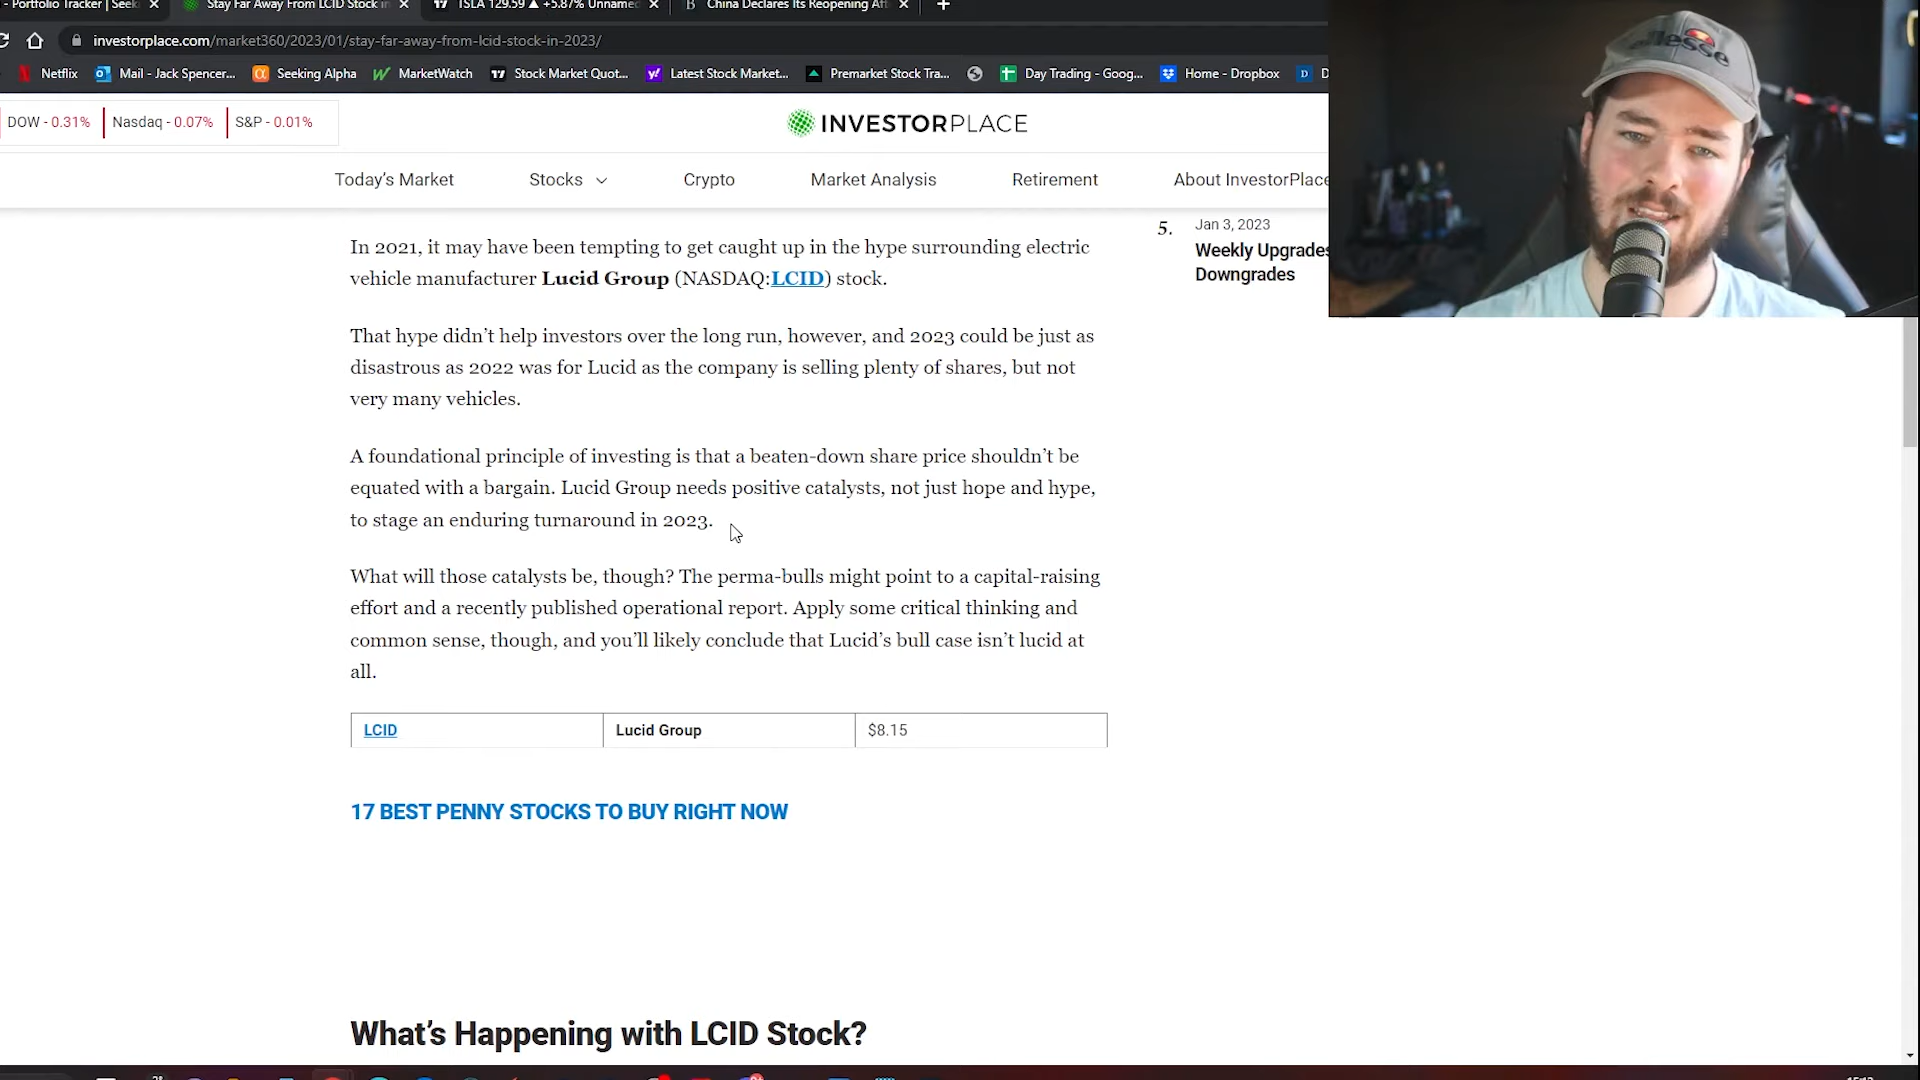 - Portfolio Tracker | Seek
Stay Far Away From LCID Stock in
TSLA 129.59 ▲ +5.87% Unnamed
China Declares Its Reopening Aft
investorplace.com/market360/2023/01/stay-far-away-from-lcid-stock-in-2023/
Netflix
Mail - Jack Spencer...
Seeking Alpha
MarketWatch
Stock Market Quot...
Latest Stock Market...
Premarket Stock Tra...
Day Trading - Goog...
Home - Dropbox
D
ellesse
DOW - 0.31%
Nasdaq - 0.07%
S&P - 0.01%
INVESTORPLACE
Today's Market
Stocks
Crypto
Market Analysis
Retirement
About InvestorPlace
In 2021, it may have been tempting to get caught up in the hype surrounding electric
vehicle manufacturer Lucid Group (NASDAQ:LCID) stock.
That hype didn't help investors over the long run, however, and 2023 could be just as
disastrous as 2022 was for Lucid as the company is selling plenty of shares, but not
very many vehicles.
A foundational principle of investing is that a beaten-down share price shouldn't be
equated with a bargain. Lucid Group needs positive catalysts, not just hope and hype,
to stage an enduring turnaround in 2023.
What will those catalysts be, though? The perma-bulls might point to a capital-raising
effort and a recently published operational report. Apply some critical thinking and
common sense, though, and you'll likely conclude that Lucid's bull case isn't lucid at
all.
LCID
Lucid Group
$8.15
17 BEST PENNY STOCKS TO BUY RIGHT NOW
What's Happening with LCID Stock?
5.
Jan 3, 2023
Weekly Upgrades
Downgrades